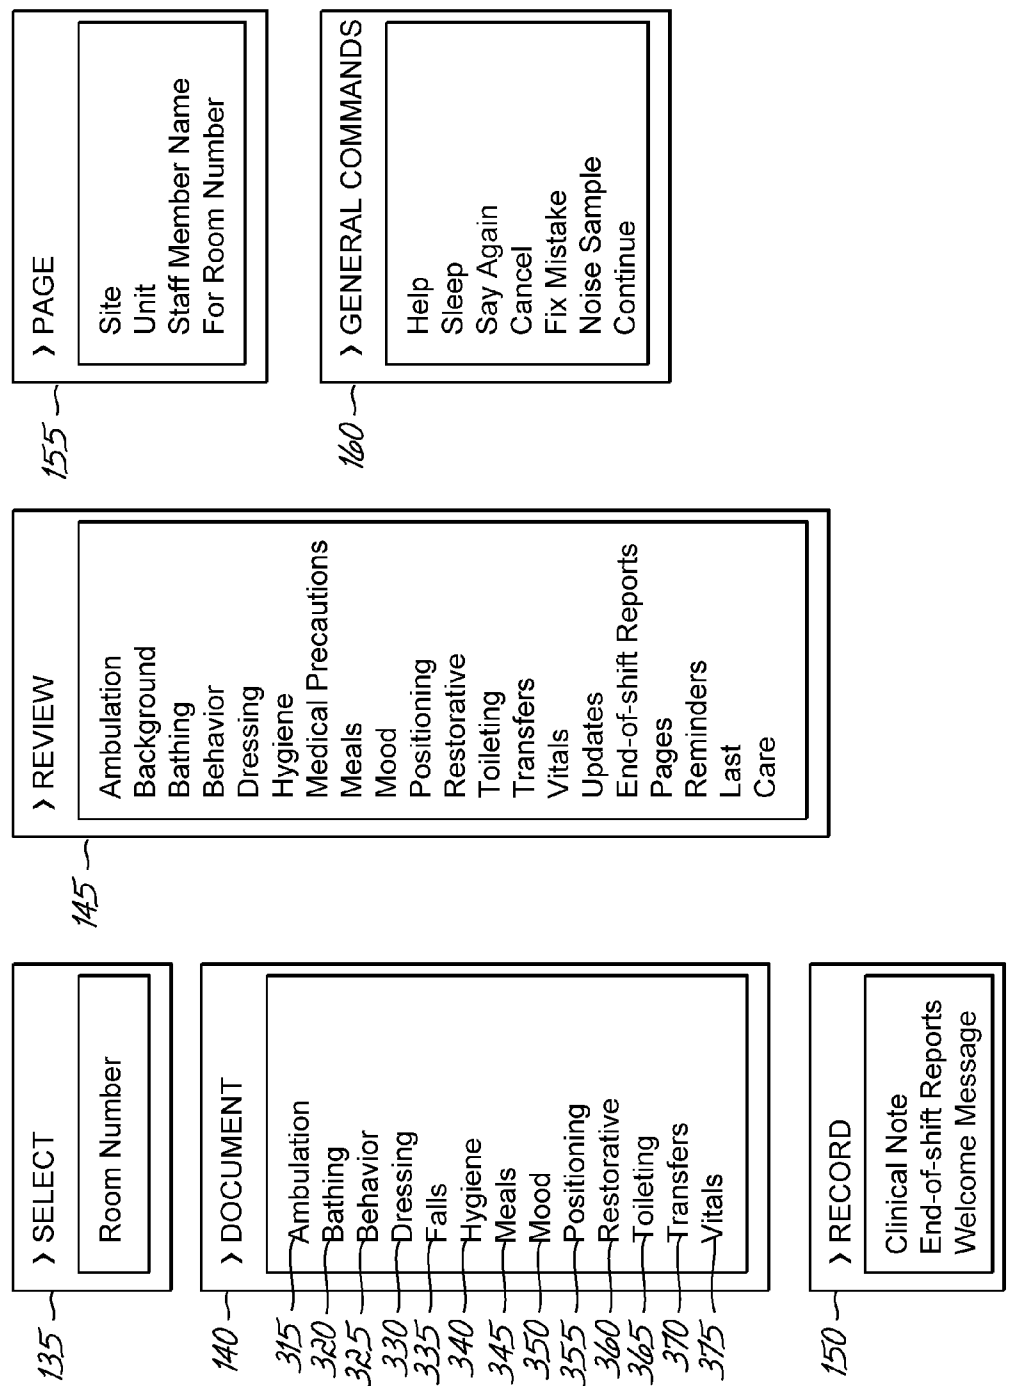 135
❯ SELECT
Room Number
140
❯ DOCUMENT
315 Ambulation
320 Bathing
325 Behavior
330 Dressing
335 Falls
340 Hygiene
345 Meals
350 Mood
355 Positioning
360 Restorative
365 Toileting
370 Transfers
375 Vitals
150
❯ RECORD
Clinical Note
End-of-shift Reports
Welcome Message
145
❯ REVIEW
Ambulation
Background
Bathing
Behavior
Dressing
Hygiene
Medical Precautions
Meals
Mood
Positioning
Restorative
Toileting
Transfers
Vitals
Updates
End-of-shift Reports
Pages
Reminders
Last
Care
155
❯ PAGE
Site
Unit
Staff Member Name
For Room Number
160
❯ GENERAL COMMANDS
Help
Sleep
Say Again
Cancel
Fix Mistake
Noise Sample
Continue